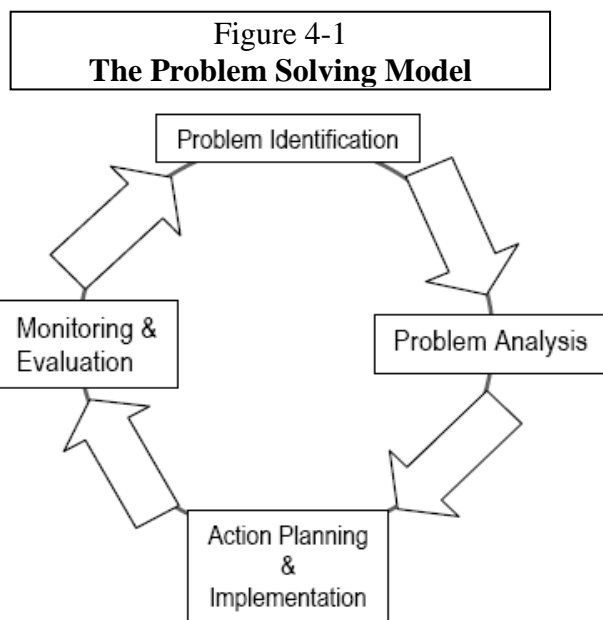 Figure 4-1
The Problem Solving Model
Problem Identification
Problem Analysis
Action Planning
&
Implementation
Monitoring &
Evaluation